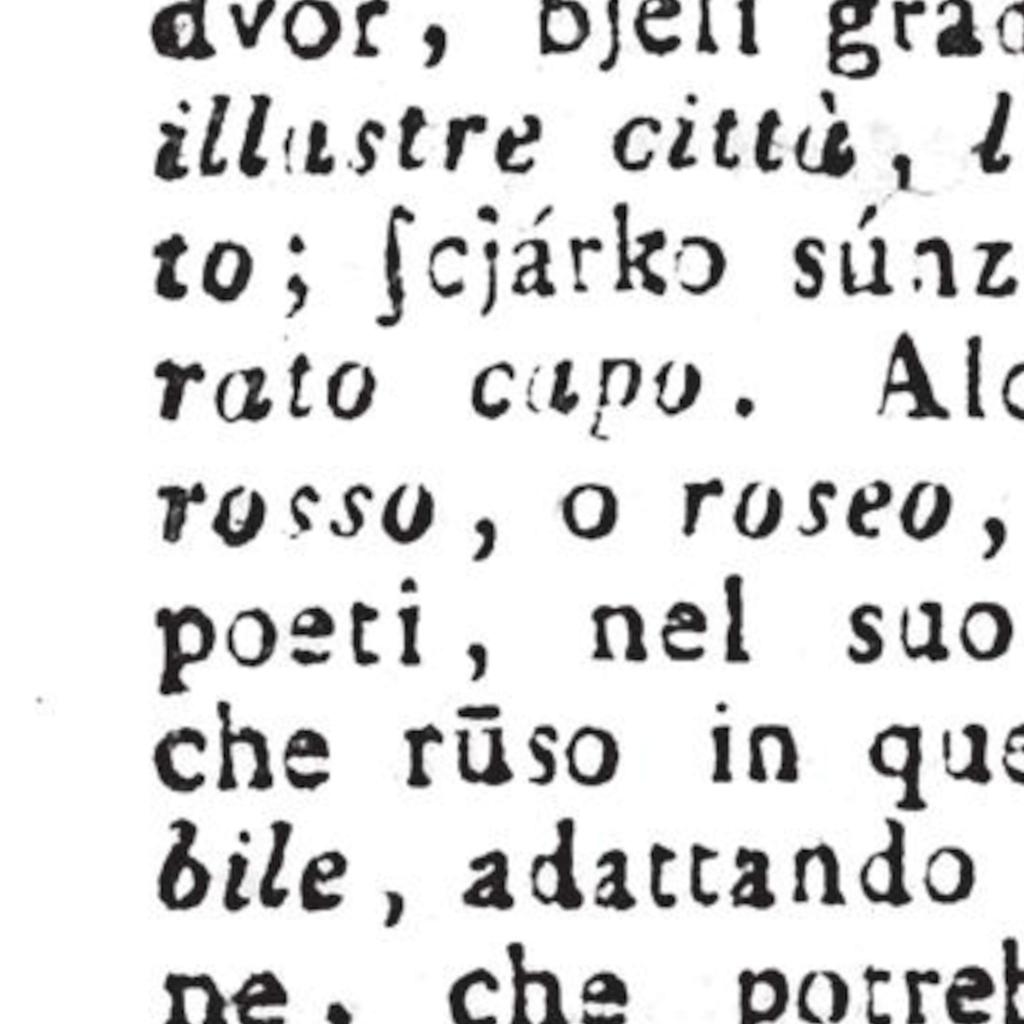 dvor, bjeli grad
illustre città, l
to; ſcjárko súnz
rato capo. Alc
rosso, o roseo,
poeti, nel suo
che rūso in que
bile, adattando
ne, che potreb